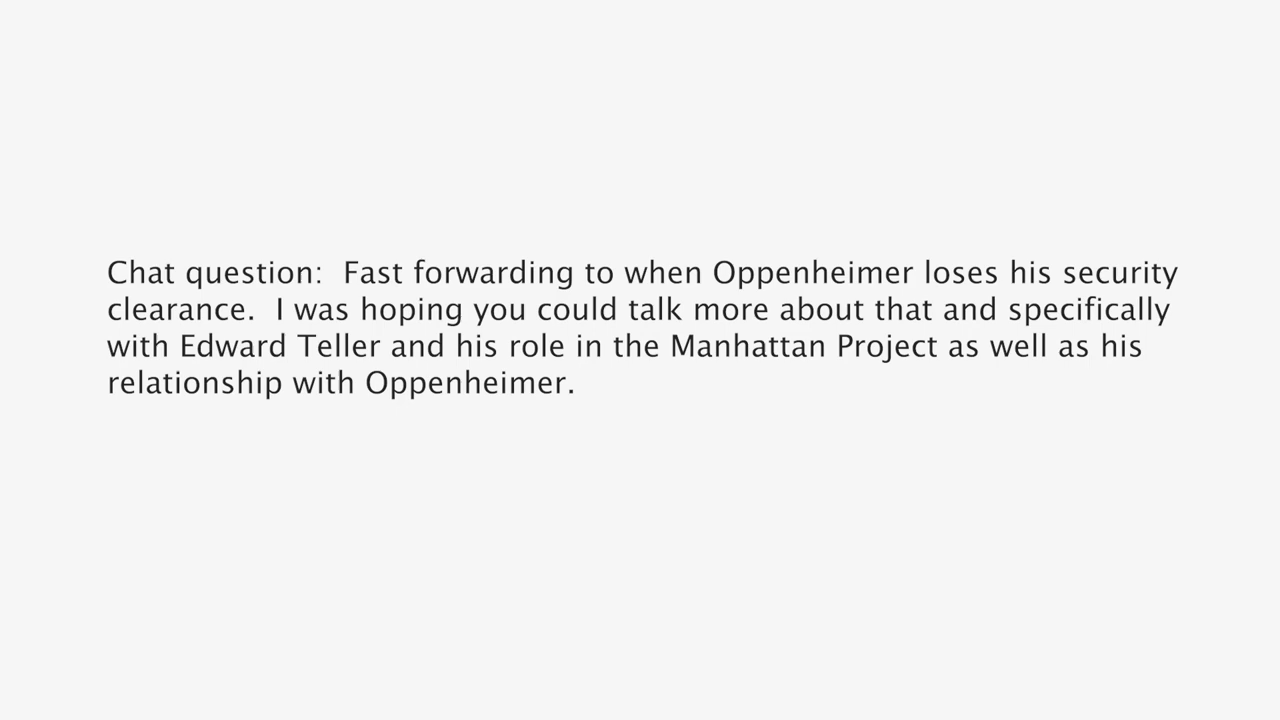 Chat question:  Fast forwarding to when Oppenheimer loses his security
clearance.  I was hoping you could talk more about that and specifically
with Edward Teller and his role in the Manhattan Project as well as his
relationship with Oppenheimer.